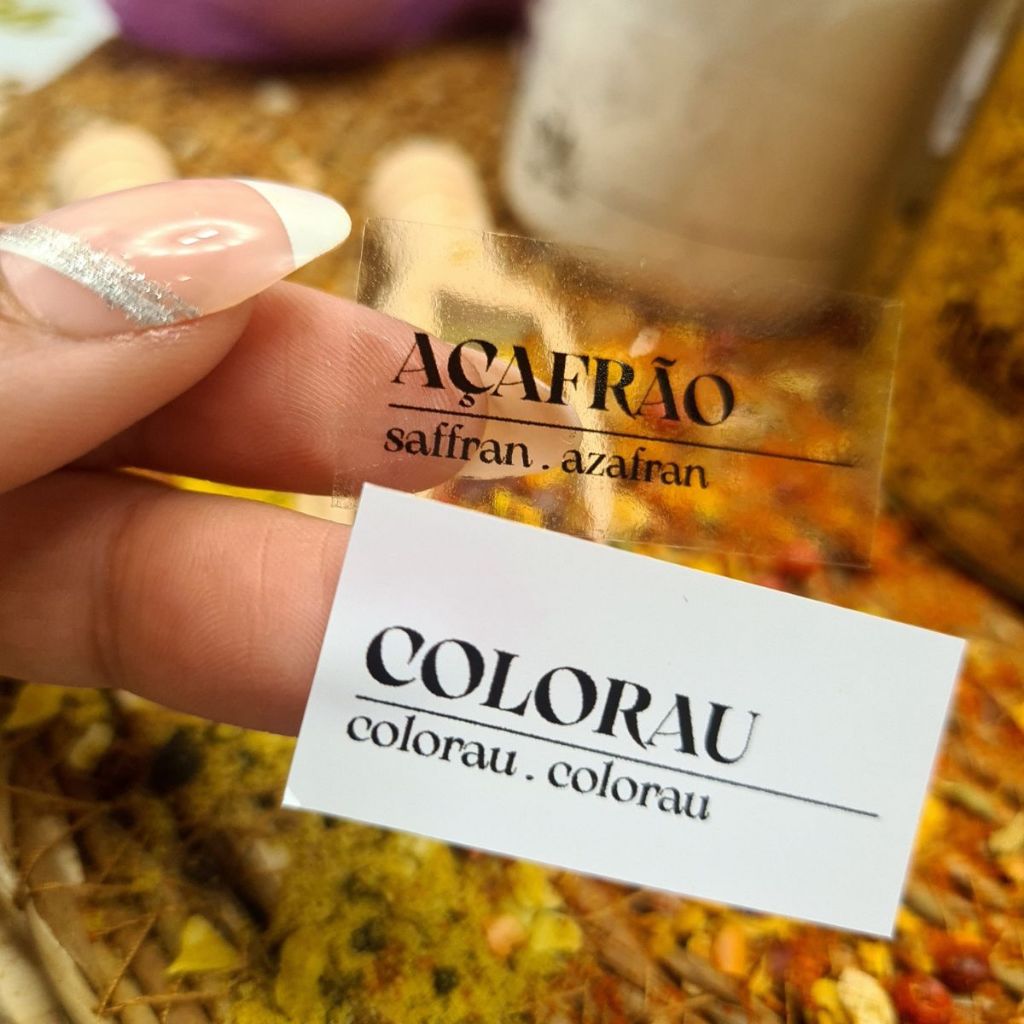 AÇAFRÃO
saffran . azafran
COLORAU
colorau . colorau